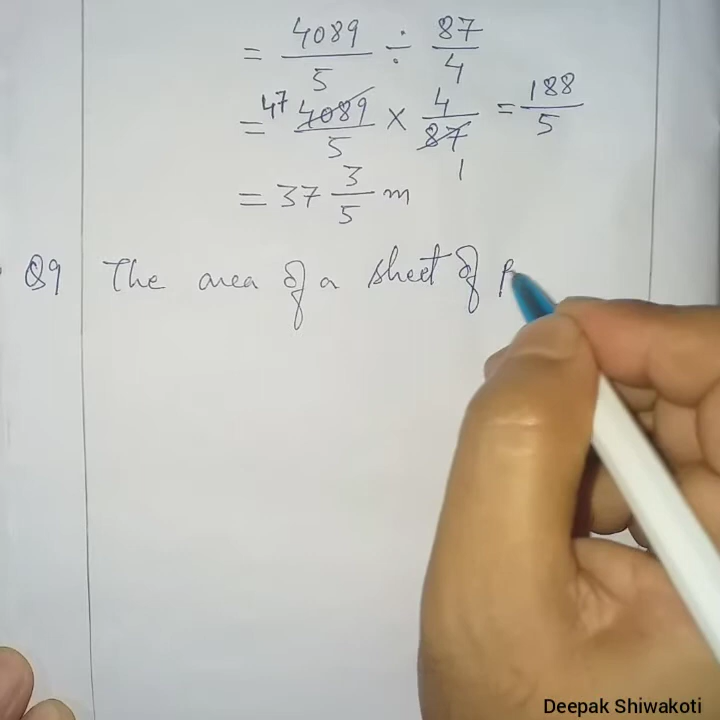 = 4089/5 ÷ 87/4
= 47 4089/5 × 4/87 1 = 188/5
= 37 3/5 m
Q9 The area of a sheet of P
Deepak Shiwakoti